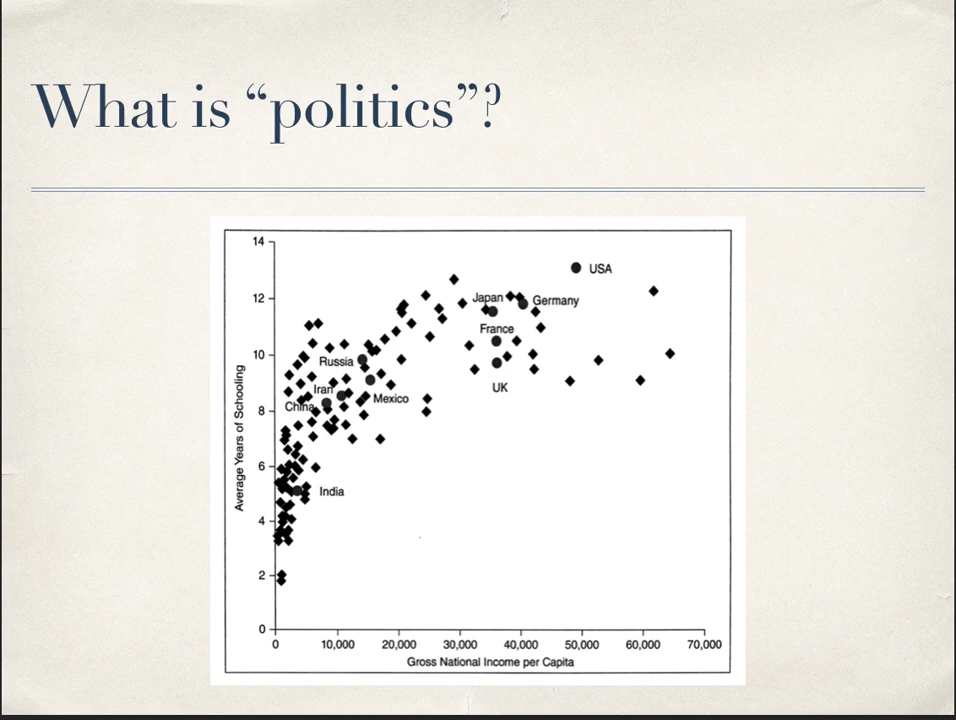 What is “politics”?
14
12
10
8
6
4
2
0
Average Years of Schooling
USA
Japan
Germany
France
Russia
UK
Iran
Mexico
China
India
0 10,000 20,000 30,000 40,000 50,000 60,000 70,000
Gross National Income per Capita